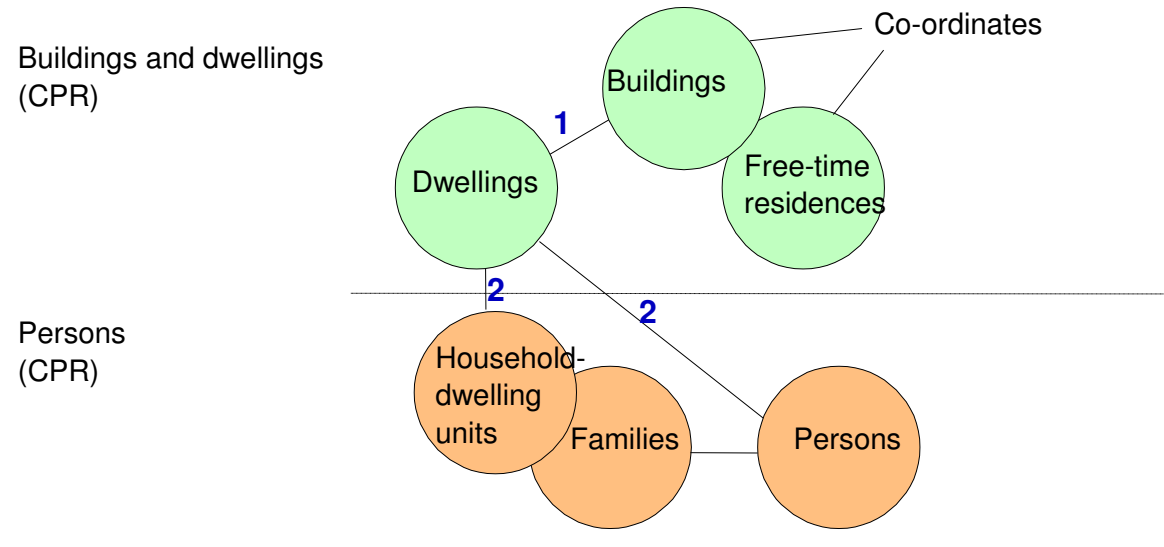 Buildings and dwellings
(CPR)
Co-ordinates
Buildings
1
Free-time
residences
Dwellings
2
2
Persons
(CPR)
Household-
dwelling
units
Families
Persons